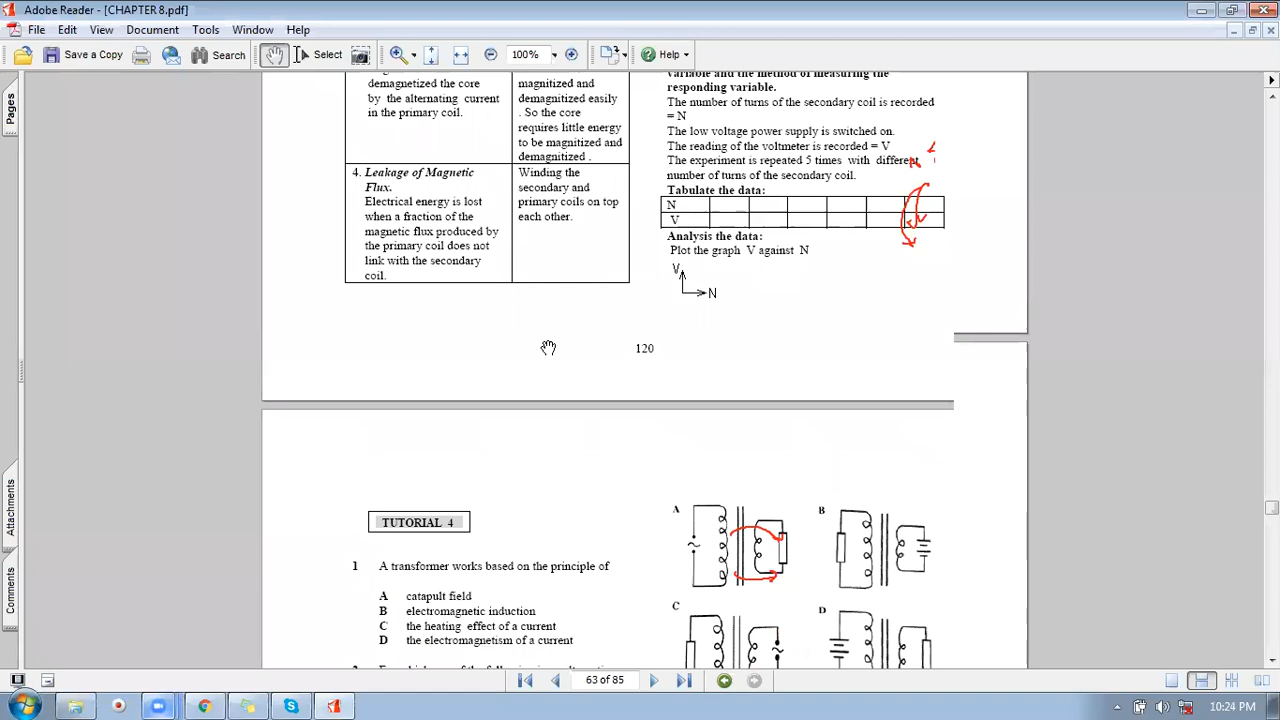 Adobe Reader - [CHAPTER 8.pdf]
File Edit View Document Tools Window Help
Save a Copy Search Select 100% Help
Pages
Attachments
Comments
demagnetized the core
by the alternating current
in the primary coil.
magnitized and
demagnitized easily
. So the core
requires little energy
to be magnitized and
demagnitized .
4. Leakage of Magnetic
Flux.
Electrical energy is lost
when a fraction of the
magnetic flux produced by
the primary coil does not
link with the secondary
coil.
Winding the
secondary and
primary coils on top
each other.
variable and the method of measuring the
responding variable.
The number of turns of the secondary coil is recorded
= N
The low voltage power supply is switched on.
The reading of the voltmeter is recorded = V
The experiment is repeated 5 times with different
number of turns of the secondary coil.
Tabulate the data:
N
V
Analysis the data:
Plot the graph V against N
V
N
120
TUTORIAL 4
1 A transformer works based on the principle of
A catapult field
B electromagnetic induction
C the heating effect of a current
D the electromagnetism of a current
A
B
C
D
63 of 85
10:24 PM